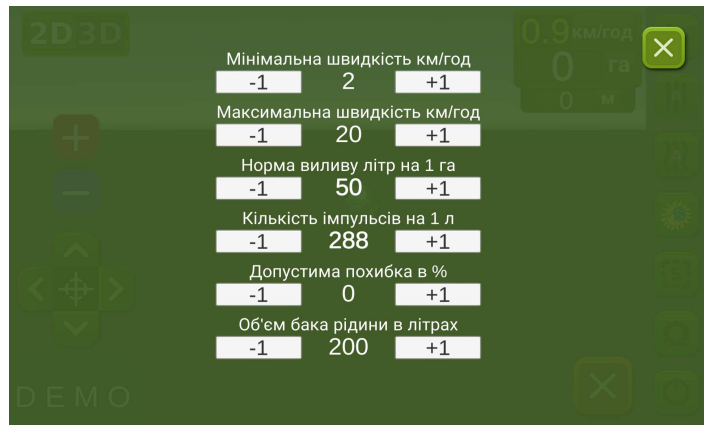 2D 3D
0.9 км/год
0 га
0 м
Мінімальна швидкість км/год
-1 2 +1
Максимальна швидкість км/год
-1 20 +1
Норма виливу літр на 1 га
-1 50 +1
Кількість імпульсів на 1 л
-1 288 +1
Допустима похибка в %
-1 0 +1
Об'єм бака рідини в літрах
-1 200 +1
DEMO